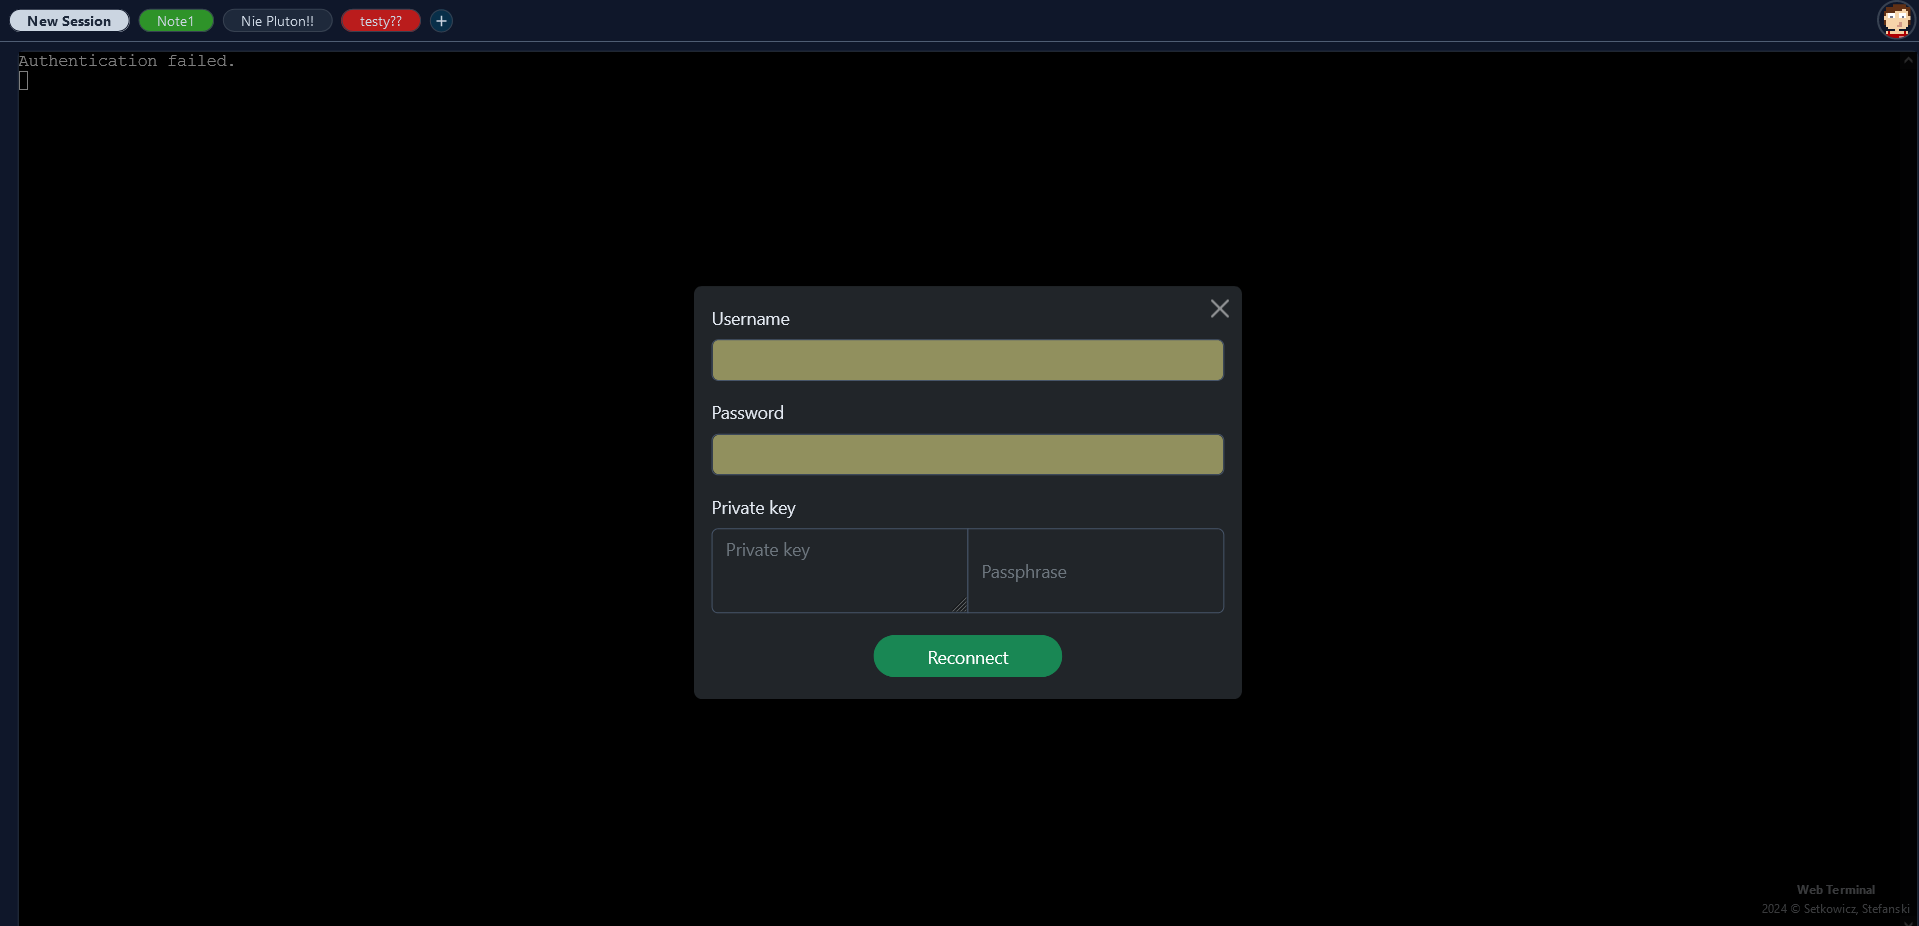 New Session Note1 Nie Pluton!! testy?? +
Authentication failed.
Username
Password
Private key
Private key
Passphrase
Reconnect
Web Terminal
2024 © Setkowicz, Stefanski